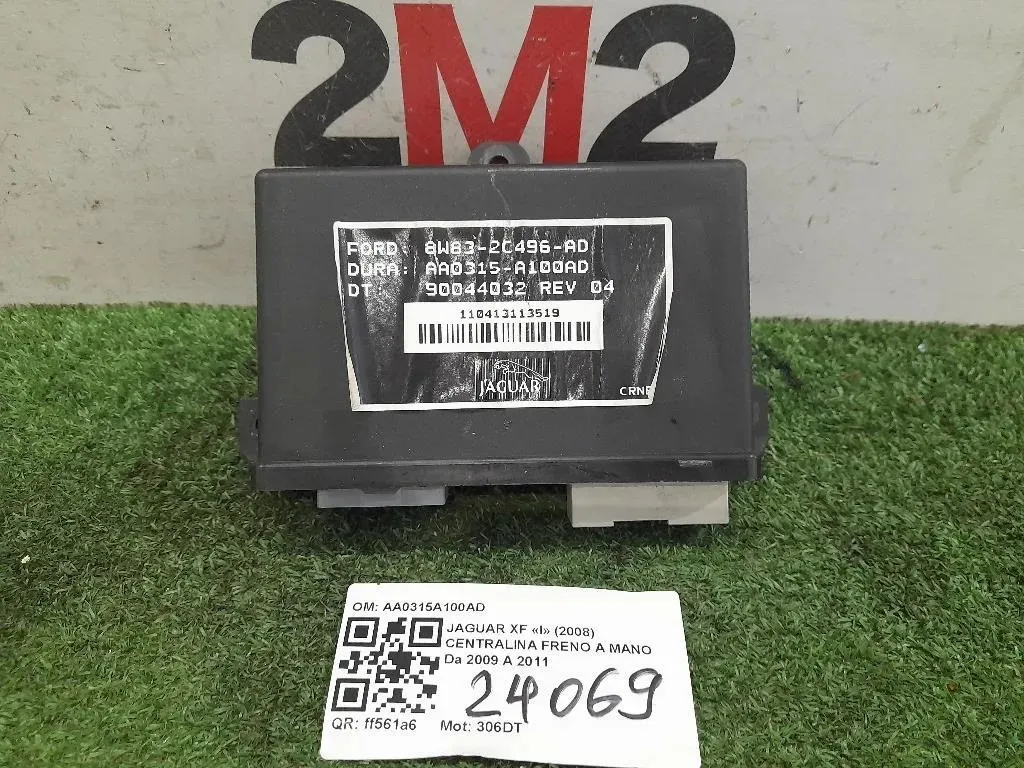 2M2
FORD: 8W83-2C496-AD
DURA: AA0315-A100AD
DT: 90044032 REV 04
110413113519
JAGUAR
CRNE
OM: AA0315A100AD
JAGUAR XF «I» (2008)
CENTRALINA FRENO A MANO
Da 2009 A 2011
24069
QR: ff561a6 Mot: 306DT